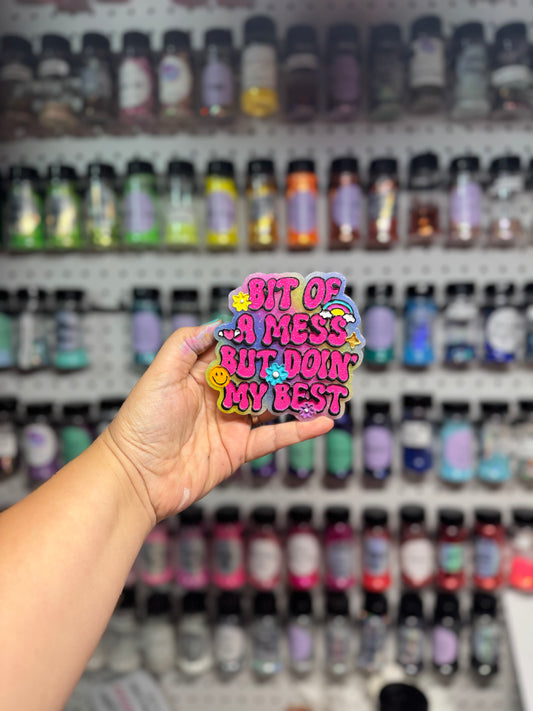 BIT OF
A MESS
BUT DOIN'
MY BEST